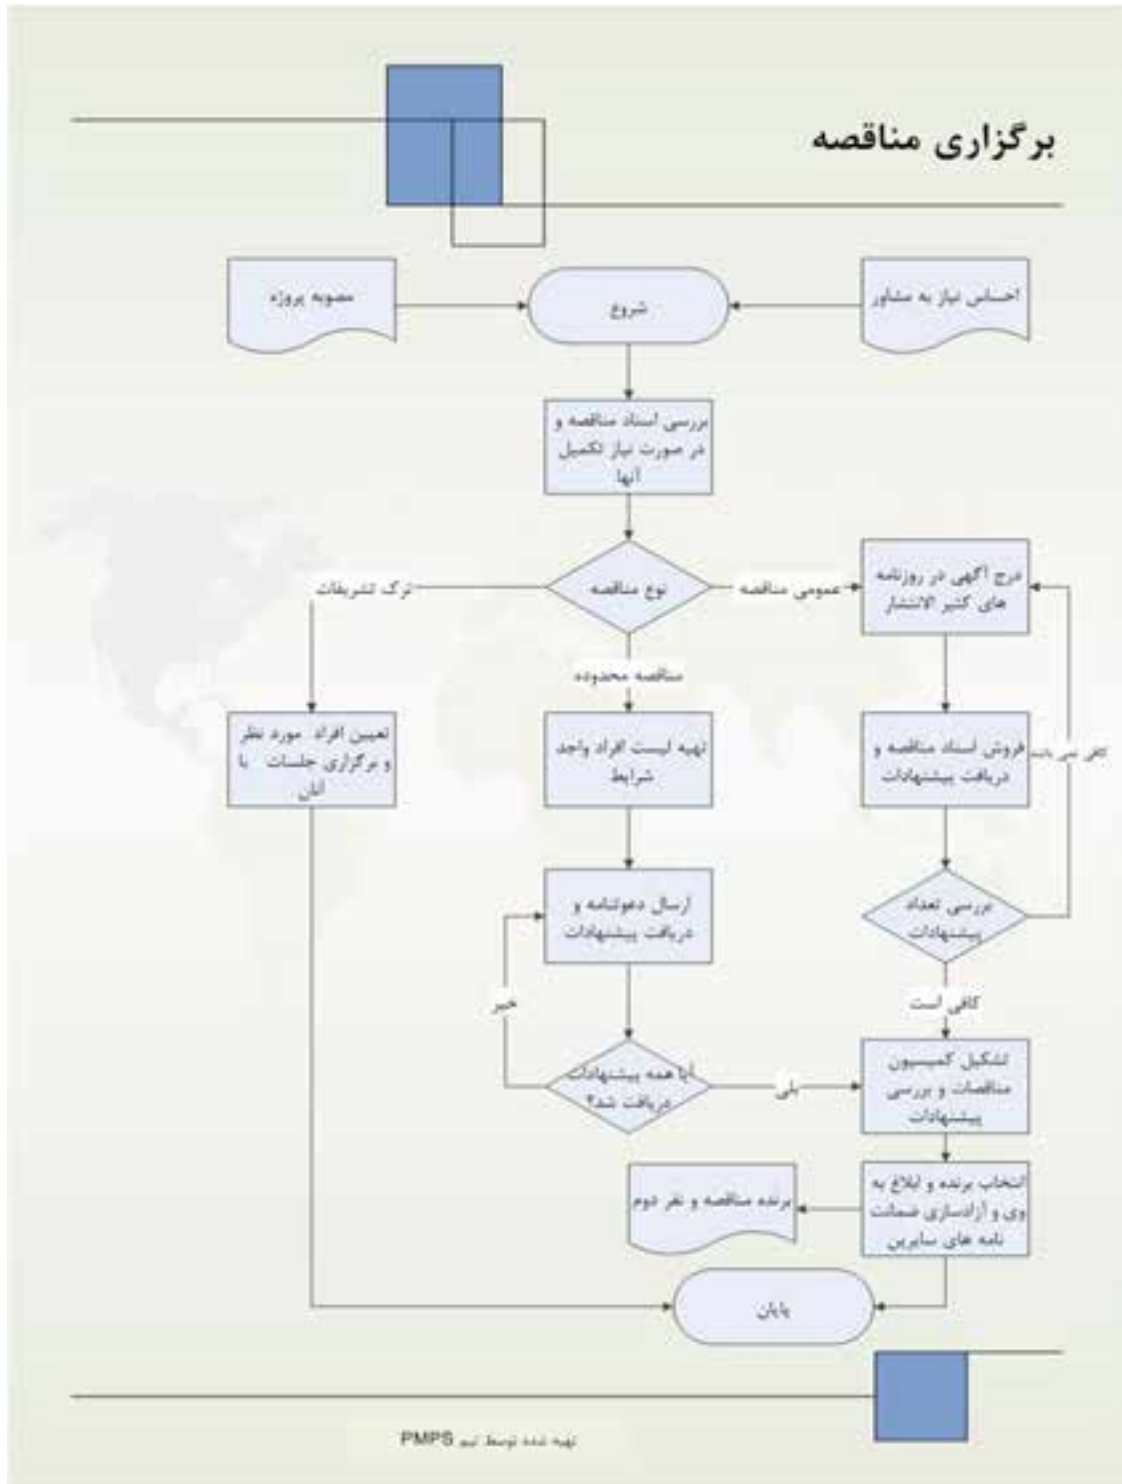 برگزاری مناقصه
احساس نیاز به مشاور
شروع
مصوبه پروژه
بررسی اسناد مناقصه و
در صورت نیاز تکمیل
آنها
نوع مناقصه
عمومی مناقصه
ترک تشریفات
مناقصه محدوده
درج آگهی در روزنامه
های کثیر الانتشار
فروش اسناد مناقصه و
دریافت پیشنهادات
کافی نمی باشد
تهیه لیست افراد واجد
شرایط
تعیین افراد مورد نظر
و برگزاری جلسات با
آنان
بررسی تعداد
پیشنهادات
ارسال دعوتنامه و
دریافت پیشنهادات
کافی است
خیر
تشکیل کمیسیون
مناقصات و بررسی
پیشنهادات
بلی
آیا همه پیشنهادات
دریافت شد؟
انتخاب برنده و ابلاغ به
وی و آزادسازی ضمانت
نامه های سایرین
برنده مناقصه و نفر دوم
پایان
تهیه شده توسط تیم PMPS